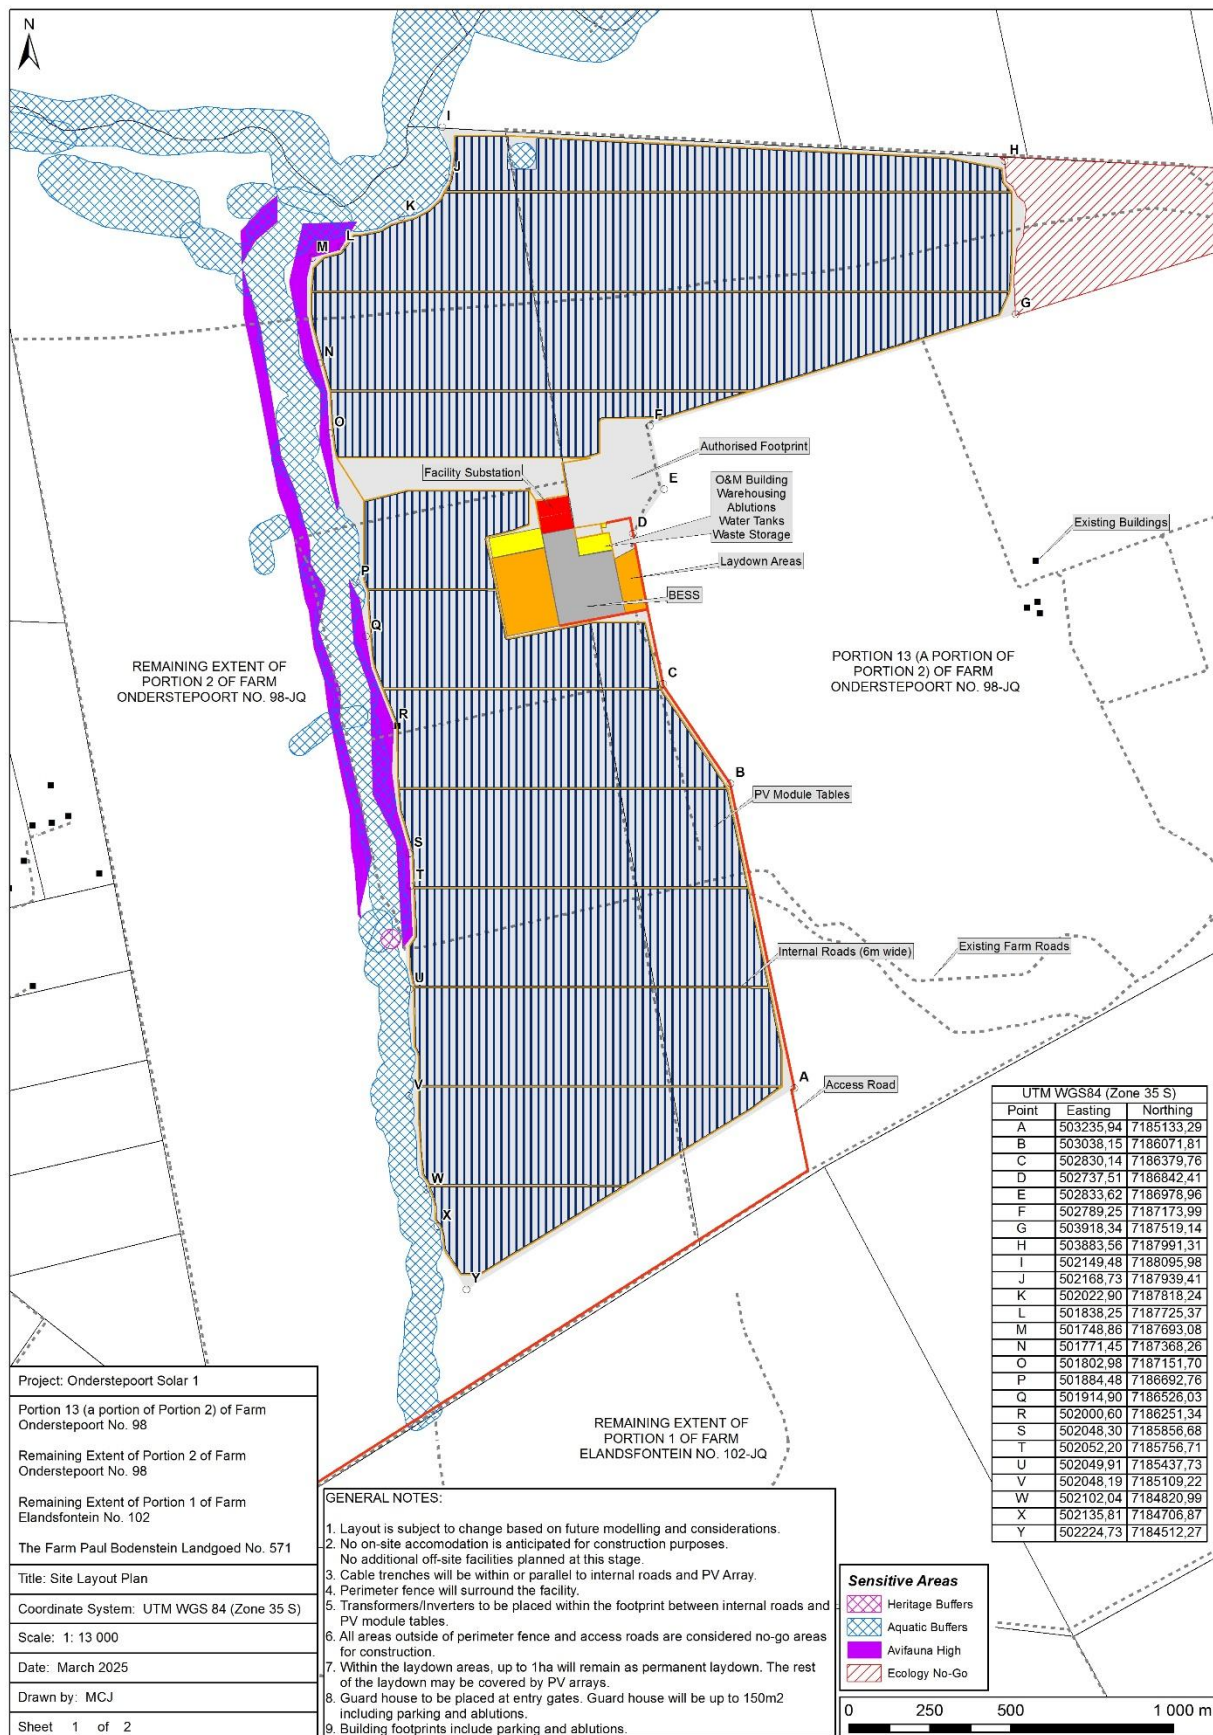 N
I
H
J
K
L
M
G
N
O
F
Authorised Footprint
Facility Substation
E
O&M Building
Warehousing
Ablutions
Water Tanks
Waste Storage
D
Existing Buildings
Laydown Areas
BESS
P
Q
REMAINING EXTENT OF
PORTION 2 OF FARM
ONDERSTEPOORT NO. 98-JQ
PORTION 13 (A PORTION OF
PORTION 2) OF FARM
ONDERSTEPOORT NO. 98-JQ
C
R
B
PV Module Tables
S
T
Internal Roads (6m wide)
Existing Farm Roads
U
V
A
Access Road
W
X
Y
UTM WGS84 (Zone 35 S)
Point Easting Northing
A 503235,94 7185133,29
B 503038,15 7186071,81
C 502830,14 7186379,76
D 502737,51 7186842,41
E 502833,62 7186978,96
F 502789,25 7187173,99
G 503918,34 7187519,14
H 503883,56 7187991,31
I 502149,48 7188095,98
J 502168,73 7187939,41
K 502022,90 7187818,24
L 501838,25 7187725,37
M 501748,86 7187693,08
N 501771,45 7187368,26
O 501802,98 7187151,70
P 501884,48 7186692,76
Q 501914,90 7186526,03
R 502000,60 7186251,34
S 502048,30 7185856,68
T 502052,20 7185756,71
U 502049,91 7185437,73
V 502048,19 7185109,22
W 502102,04 7184820,99
X 502135,81 7184706,87
Y 502224,73 7184512,27
REMAINING EXTENT OF
PORTION 1 OF FARM
ELANDSFONTEIN NO. 102-JQ
Project: Onderstepoort Solar 1
Portion 13 (a portion of Portion 2) of Farm
Onderstepoort No. 98
Remaining Extent of Portion 2 of Farm
Onderstepoort No. 98
Remaining Extent of Portion 1 of Farm
Elandsfontein No. 102
The Farm Paul Bodenstein Landgoed No. 571
Title: Site Layout Plan
Coordinate System: UTM WGS 84 (Zone 35 S)
Scale: 1: 13 000
Date: March 2025
Drawn by: MCJ
Sheet 1 of 2
GENERAL NOTES:
1. Layout is subject to change based on future modelling and considerations.
2. No on-site accomodation is anticipated for construction purposes.
No additional off-site facilities planned at this stage.
3. Cable trenches will be within or parallel to internal roads and PV Array.
4. Perimeter fence will surround the facility.
5. Transformers/Inverters to be placed within the footprint between internal roads and
PV module tables.
6. All areas outside of perimeter fence and access roads are considered no-go areas
for construction.
7. Within the laydown areas, up to 1ha will remain as permanent laydown. The rest
of the laydown may be covered by PV arrays.
8. Guard house to be placed at entry gates. Guard house will be up to 150m2
including parking and ablutions.
9. Building footprints include parking and ablutions.
Sensitive Areas
Heritage Buffers
Aquatic Buffers
Avifauna High
Ecology No-Go
0 250 500 1 000 m